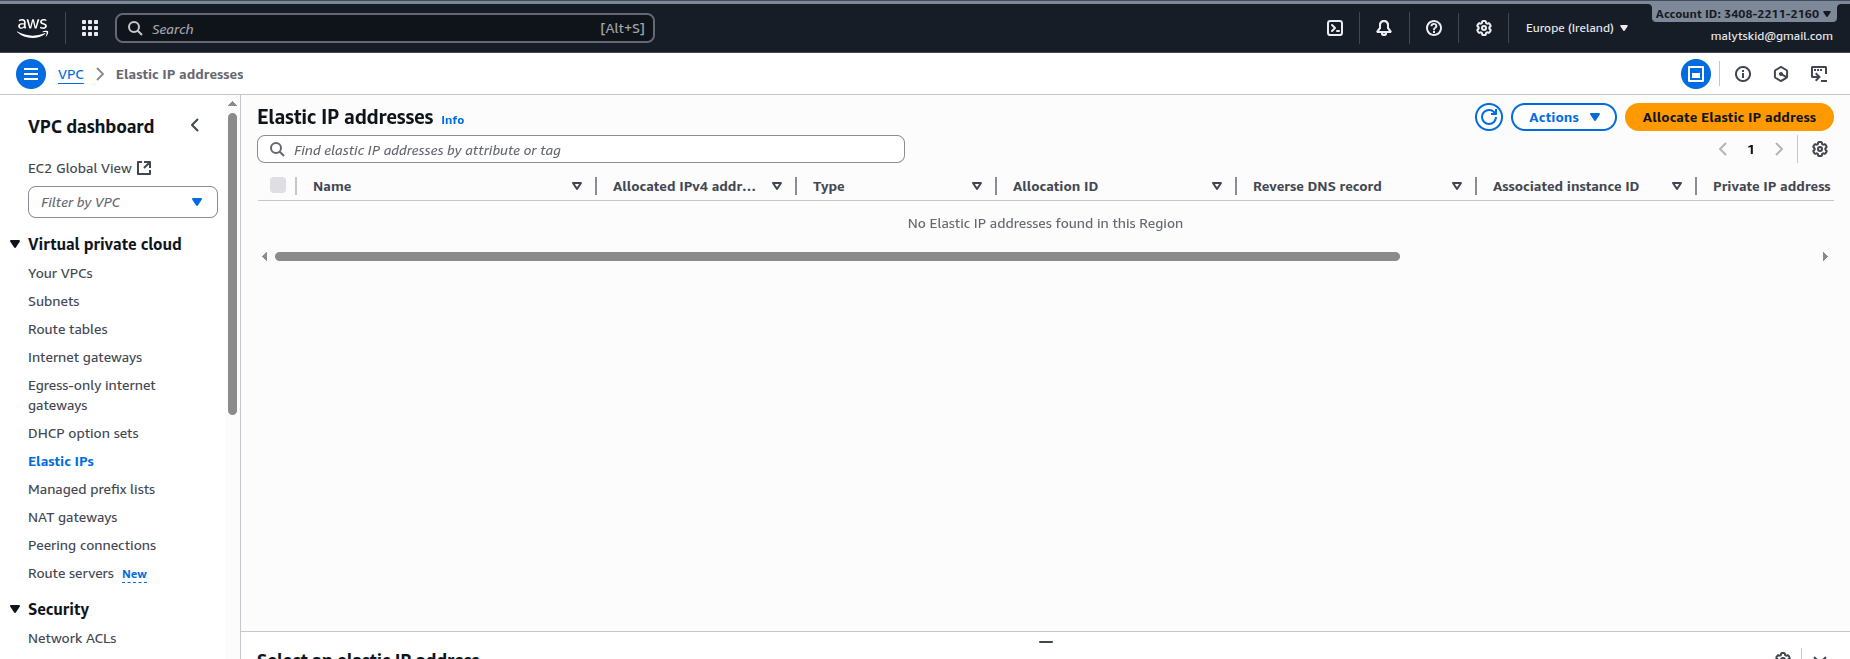 aws
Search [Alt+S]
Europe (Ireland)
Account ID: 3408-2211-2160
malytskid@gmail.com
VPC
Elastic IP addresses
VPC dashboard
EC2 Global View
Filter by VPC
Virtual private cloud
Your VPCs
Subnets
Route tables
Internet gateways
Egress-only internet
gateways
DHCP option sets
Elastic IPs
Managed prefix lists
NAT gateways
Peering connections
Route servers New
Security
Network ACLs
Elastic IP addresses Info
Actions
Allocate Elastic IP address
Find elastic IP addresses by attribute or tag
1
Name Allocated IPv4 addr... Type Allocation ID Reverse DNS record Associated instance ID Private IP address
No Elastic IP addresses found in this Region
Select an elastic IP address